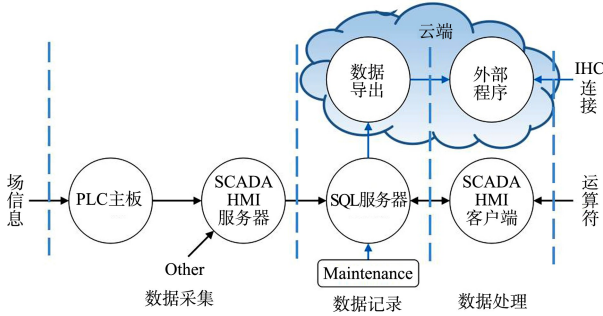 云端
数据
导出
外部
程序
IHC
连接
场信息
PLC主板
SCADA
HMI
服务器
SQL服务器
SCADA
HMI
客户端
运算符
Other
Maintenance
数据采集
数据记录
数据处理